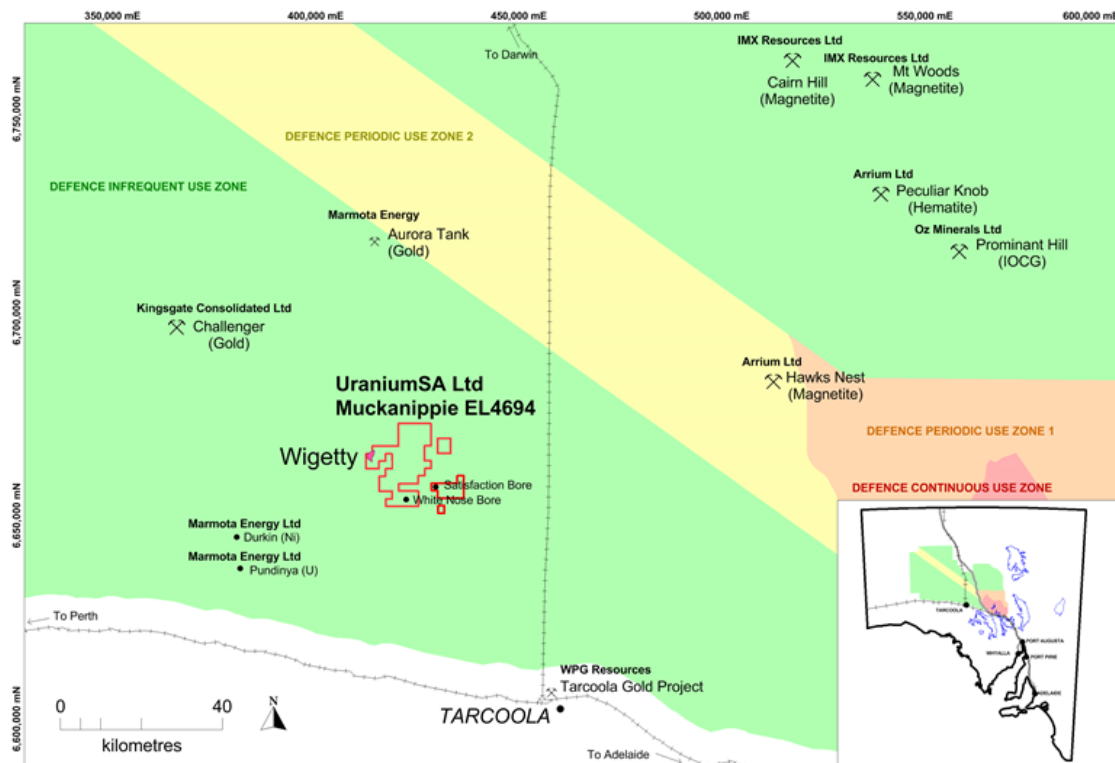 350,000 mE
400,000 mE
450,000 mE
500,000 mE
550,000 mE
600,000 mE
6,750,000 mN
6,700,000 mN
6,650,000 mN
6,600,000 mN
To Darwin
IMX Resources Ltd
Cairn Hill
(Magnetite)
IMX Resources Ltd
Mt Woods
(Magnetite)
DEFENCE PERIODIC USE ZONE 2
DEFENCE INFREQUENT USE ZONE
Arrium Ltd
Peculiar Knob
(Hematite)
Marmota Energy
Aurora Tank
(Gold)
Oz Minerals Ltd
Prominant Hill
(IOCG)
Kingsgate Consolidated Ltd
Challenger
(Gold)
Arrium Ltd
Hawks Nest
(Magnetite)
UraniumSA Ltd
Muckanippie EL4694
DEFENCE PERIODIC USE ZONE 1
Wigetty
Satisfaction Bore
White Nose Bore
DEFENCE CONTINUOUS USE ZONE
Marmota Energy Ltd
Durkin (Ni)
Marmota Energy Ltd
Pundinya (U)
To Perth
WPG Resources
Tarcoola Gold Project
TARCOOLA
To Adelaide
0 20 40
kilometres
N
TARCOOLA
PORT AUGUSTA
WHYALLA
PORT PIRIE
ADELAIDE